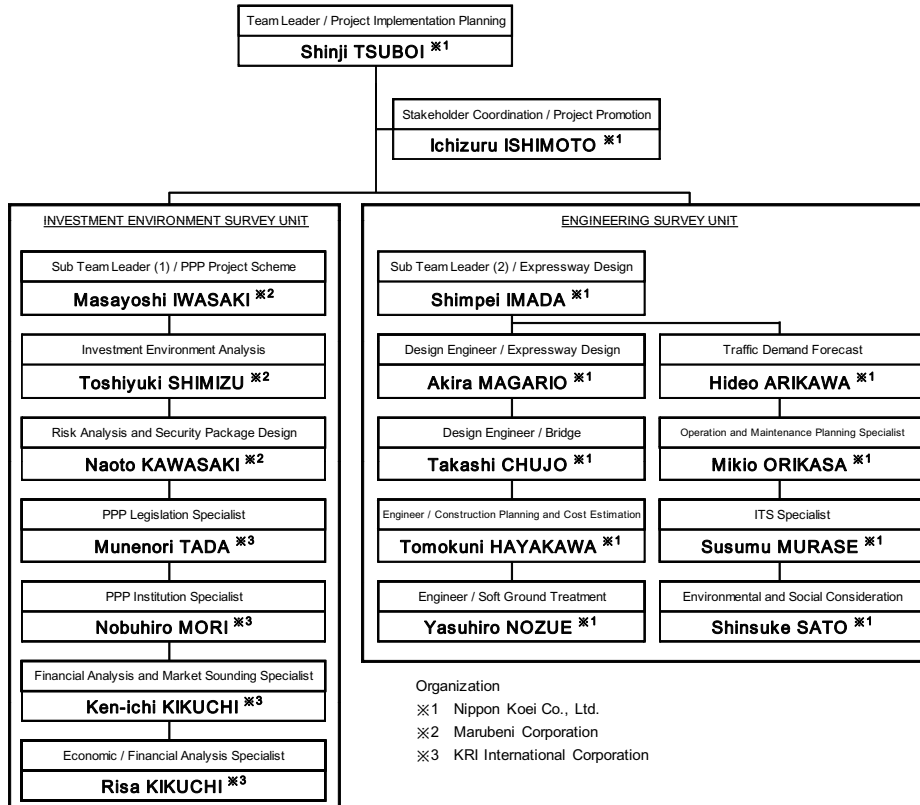 Team Leader / Project Implementation Planning
Shinji TSUBOI ※1
Stakeholder Coordination / Project Promotion
Ichizuru ISHIMOTO ※1
INVESTMENT ENVIRONMENT SURVEY UNIT
Sub Team Leader (1) / PPP Project Scheme
Masayoshi IWASAKI ※2
Investment Environment Analysis
Toshiyuki SHIMIZU ※2
Risk Analysis and Security Package Design
Naoto KAWASAKI ※2
PPP Legislation Specialist
Munenori TADA ※3
PPP Institution Specialist
Nobuhiro MORI ※3
Financial Analysis and Market Sounding Specialist
Ken-ichi KIKUCHI ※3
Economic / Financial Analysis Specialist
Risa KIKUCHI ※3
ENGINEERING SURVEY UNIT
Sub Team Leader (2) / Expressway Design
Shimpei IMADA ※1
Design Engineer / Expressway Design
Akira MAGARIO ※1
Design Engineer / Bridge
Takashi CHUJO ※1
Engineer / Construction Planning and Cost Estimation
Tomokuni HAYAKAWA ※1
Engineer / Soft Ground Treatment
Yasuhiro NOZUE ※1
Traffic Demand Forecast
Hideo ARIKAWA ※1
Operation and Maintenance Planning Specialist
Mikio ORIKASA ※1
ITS Specialist
Susumu MURASE ※1
Environmental and Social Consideration
Shinsuke SATO ※1
Organization
※1 Nippon Koei Co., Ltd.
※2 Marubeni Corporation
※3 KRI International Corporation